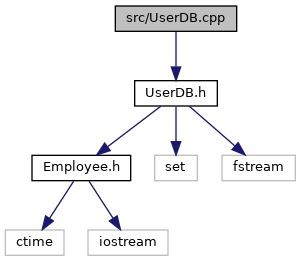 src/UserDB.cpp
UserDB.h
Employee.h
set
fstream
ctime
iostream